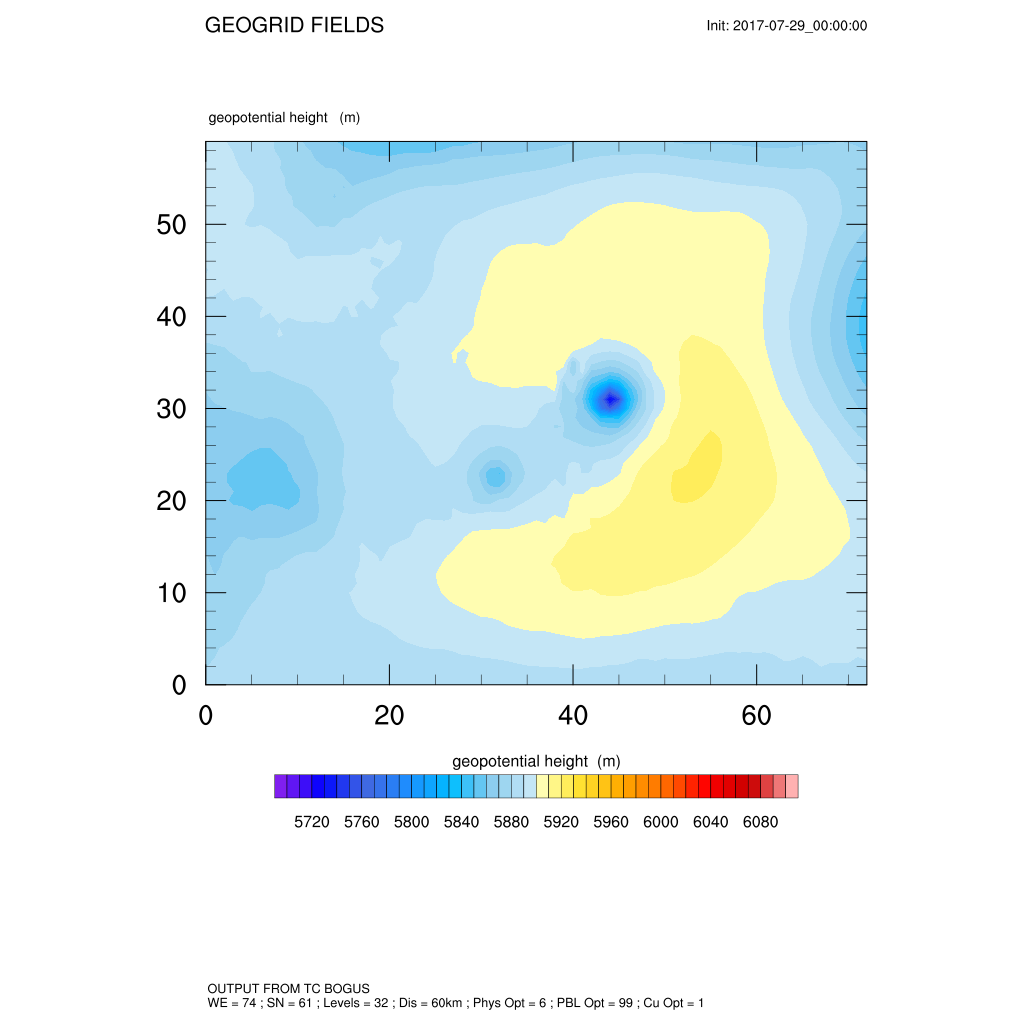 GEOGRID FIELDS
Init: 2017-07-29_00:00:00
geopotential height (m)
50
40
30
20
10
0
0 20 40 60
geopotential height (m)
5720 5760 5800 5840 5880 5920 5960 6000 6040 6080
OUTPUT FROM TC BOGUS
WE = 74 ; SN = 61 ; Levels = 32 ; Dis = 60km ; Phys Opt = 6 ; PBL Opt = 99 ; Cu Opt = 1